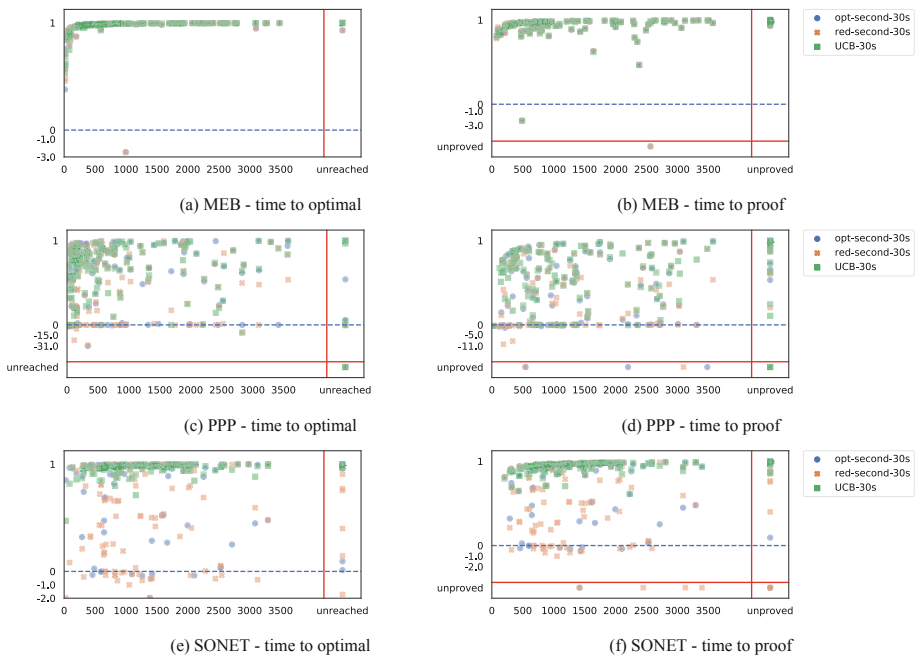 1
0
-1.0
-3.0
0 500 1000 1500 2000 2500 3000 3500 unreached
(a) MEB - time to optimal
1
0
-1.0
-3.0
unproved
0 500 1000 1500 2000 2500 3000 3500 unproved
(b) MEB - time to proof
opt-second-30s
red-second-30s
UCB-30s
1
0
-15.0
-31.0
unreached
0 500 1000 1500 2000 2500 3000 3500 unreached
(c) PPP - time to optimal
1
0
-5.0
-11.0
unproved
0 500 1000 1500 2000 2500 3000 3500 unproved
(d) PPP - time to proof
opt-second-30s
red-second-30s
UCB-30s
1
0
-1.0
-2.0
0 500 1000 1500 2000 2500 3000 3500 unreached
(e) SONET - time to optimal
1
0
-1.0
-2.0
unproved
0 500 1000 1500 2000 2500 3000 3500 unproved
(f) SONET - time to proof
opt-second-30s
red-second-30s
UCB-30s